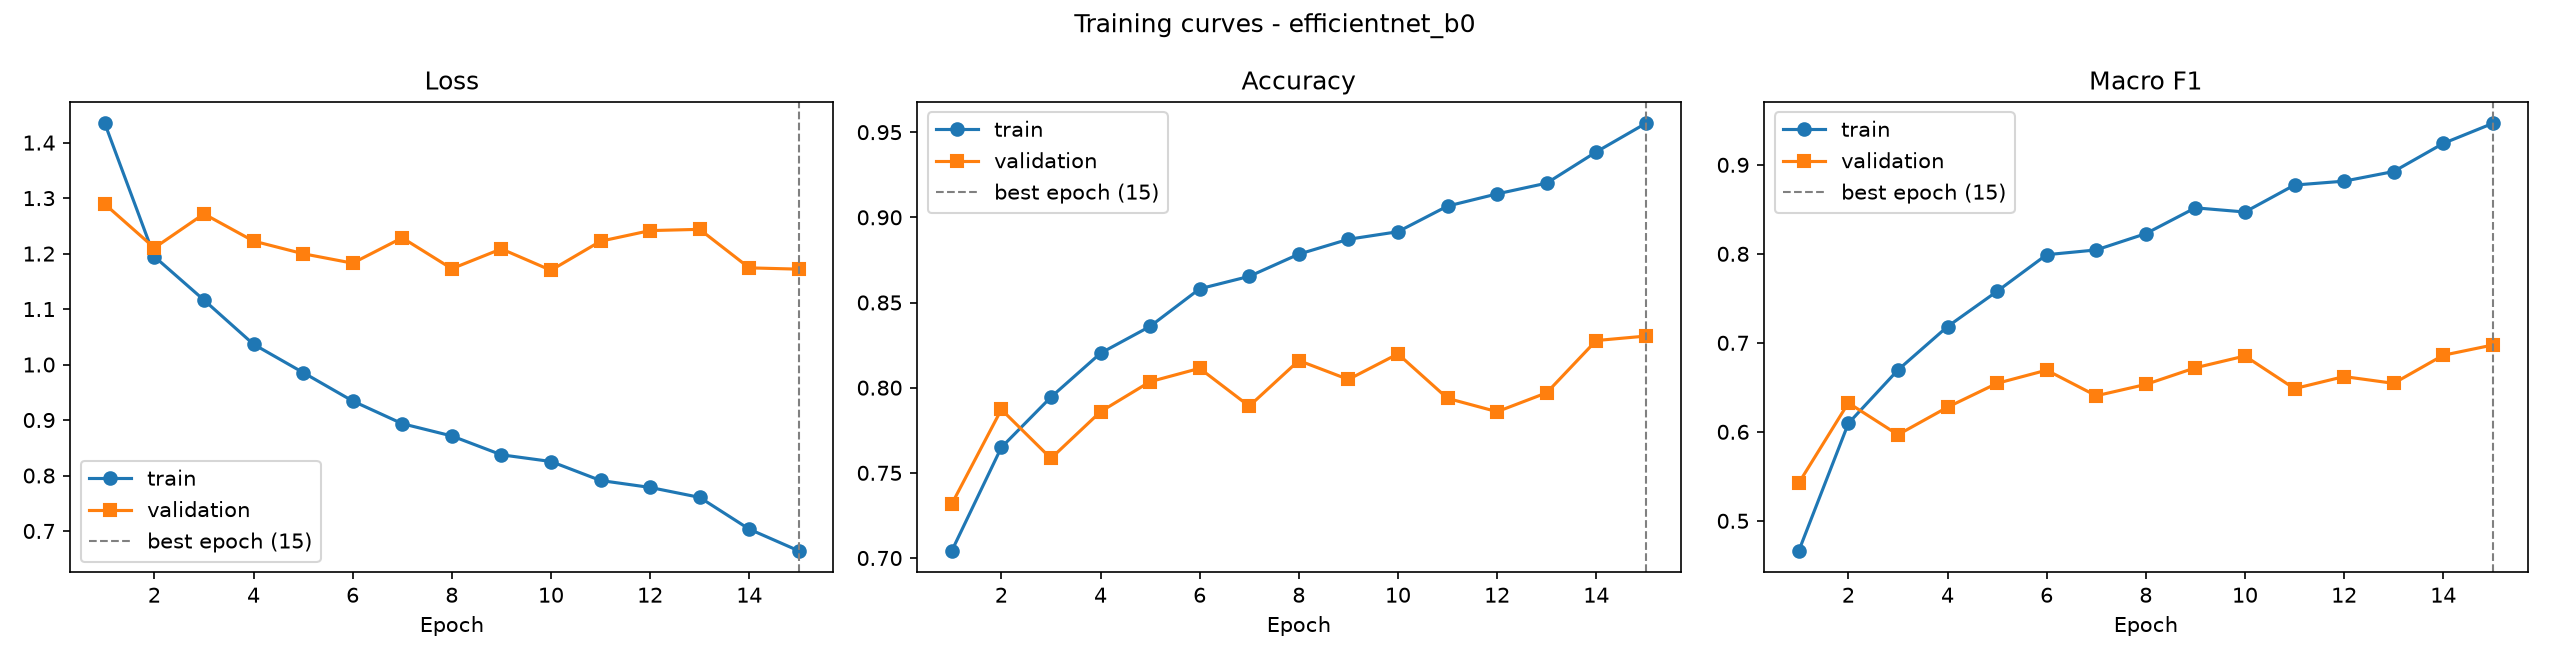 Training curves - efficientnet_b0
Loss
1.4
1.3
1.2
1.1
1.0
0.9
0.8
0.7
train
validation
best epoch (15)
2 4 6 8 10 12 14
Epoch
Accuracy
0.95
0.90
0.85
0.80
0.75
0.70
train
validation
best epoch (15)
2 4 6 8 10 12 14
Epoch
Macro F1
0.9
0.8
0.7
0.6
0.5
train
validation
best epoch (15)
2 4 6 8 10 12 14
Epoch